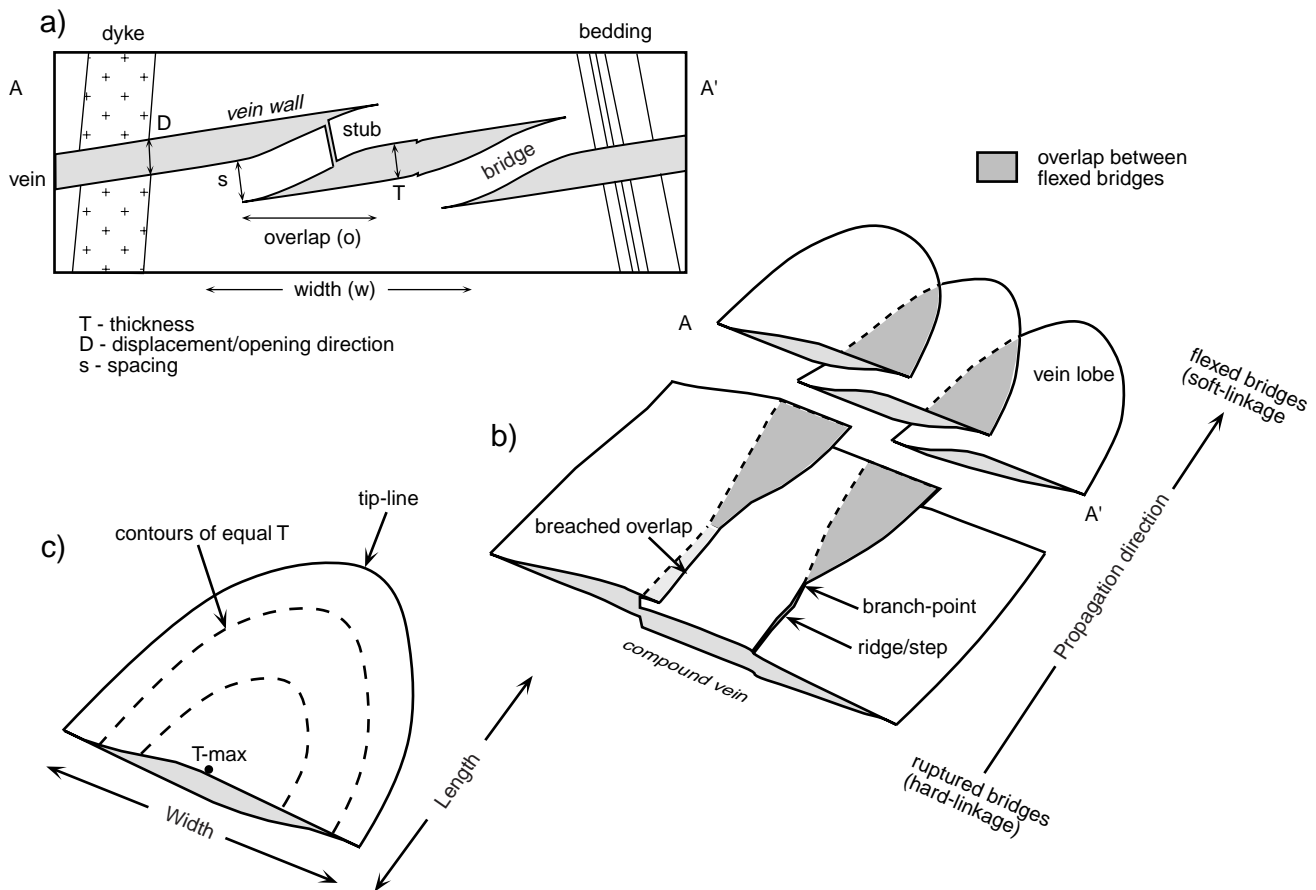 a)
dyke
bedding
A
A'
D
vein wall
stub
vein
s
T
bridge
overlap (o)
width (w)
T - thickness
D - displacement/opening direction
s - spacing
overlap between
flexed bridges
b)
A
vein lobe
A'
flexed bridges
(soft-linkage
Propagation direction
ruptured bridges
(hard-linkage)
breached overlap
branch-point
ridge/step
compound vein
c)
tip-line
contours of equal T
T-max
Width
Length